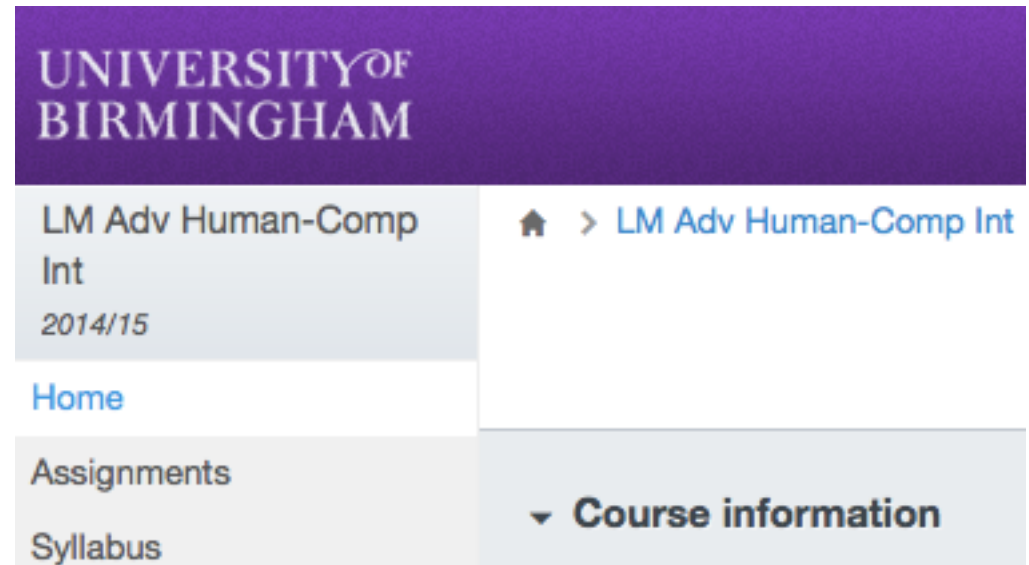 UNIVERSITY OF
BIRMINGHAM
LM Adv Human-Comp
Int
2014/15
Home
Assignments
Syllabus
> LM Adv Human-Comp Int
Course information